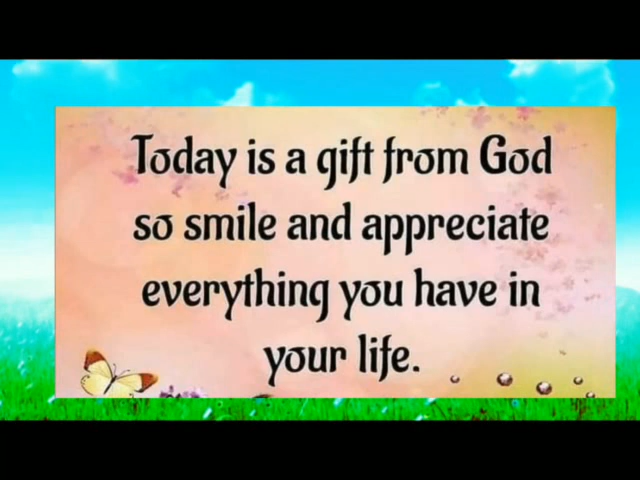 Today is a gift from God
so smile and appreciate
everything you have in
your life.